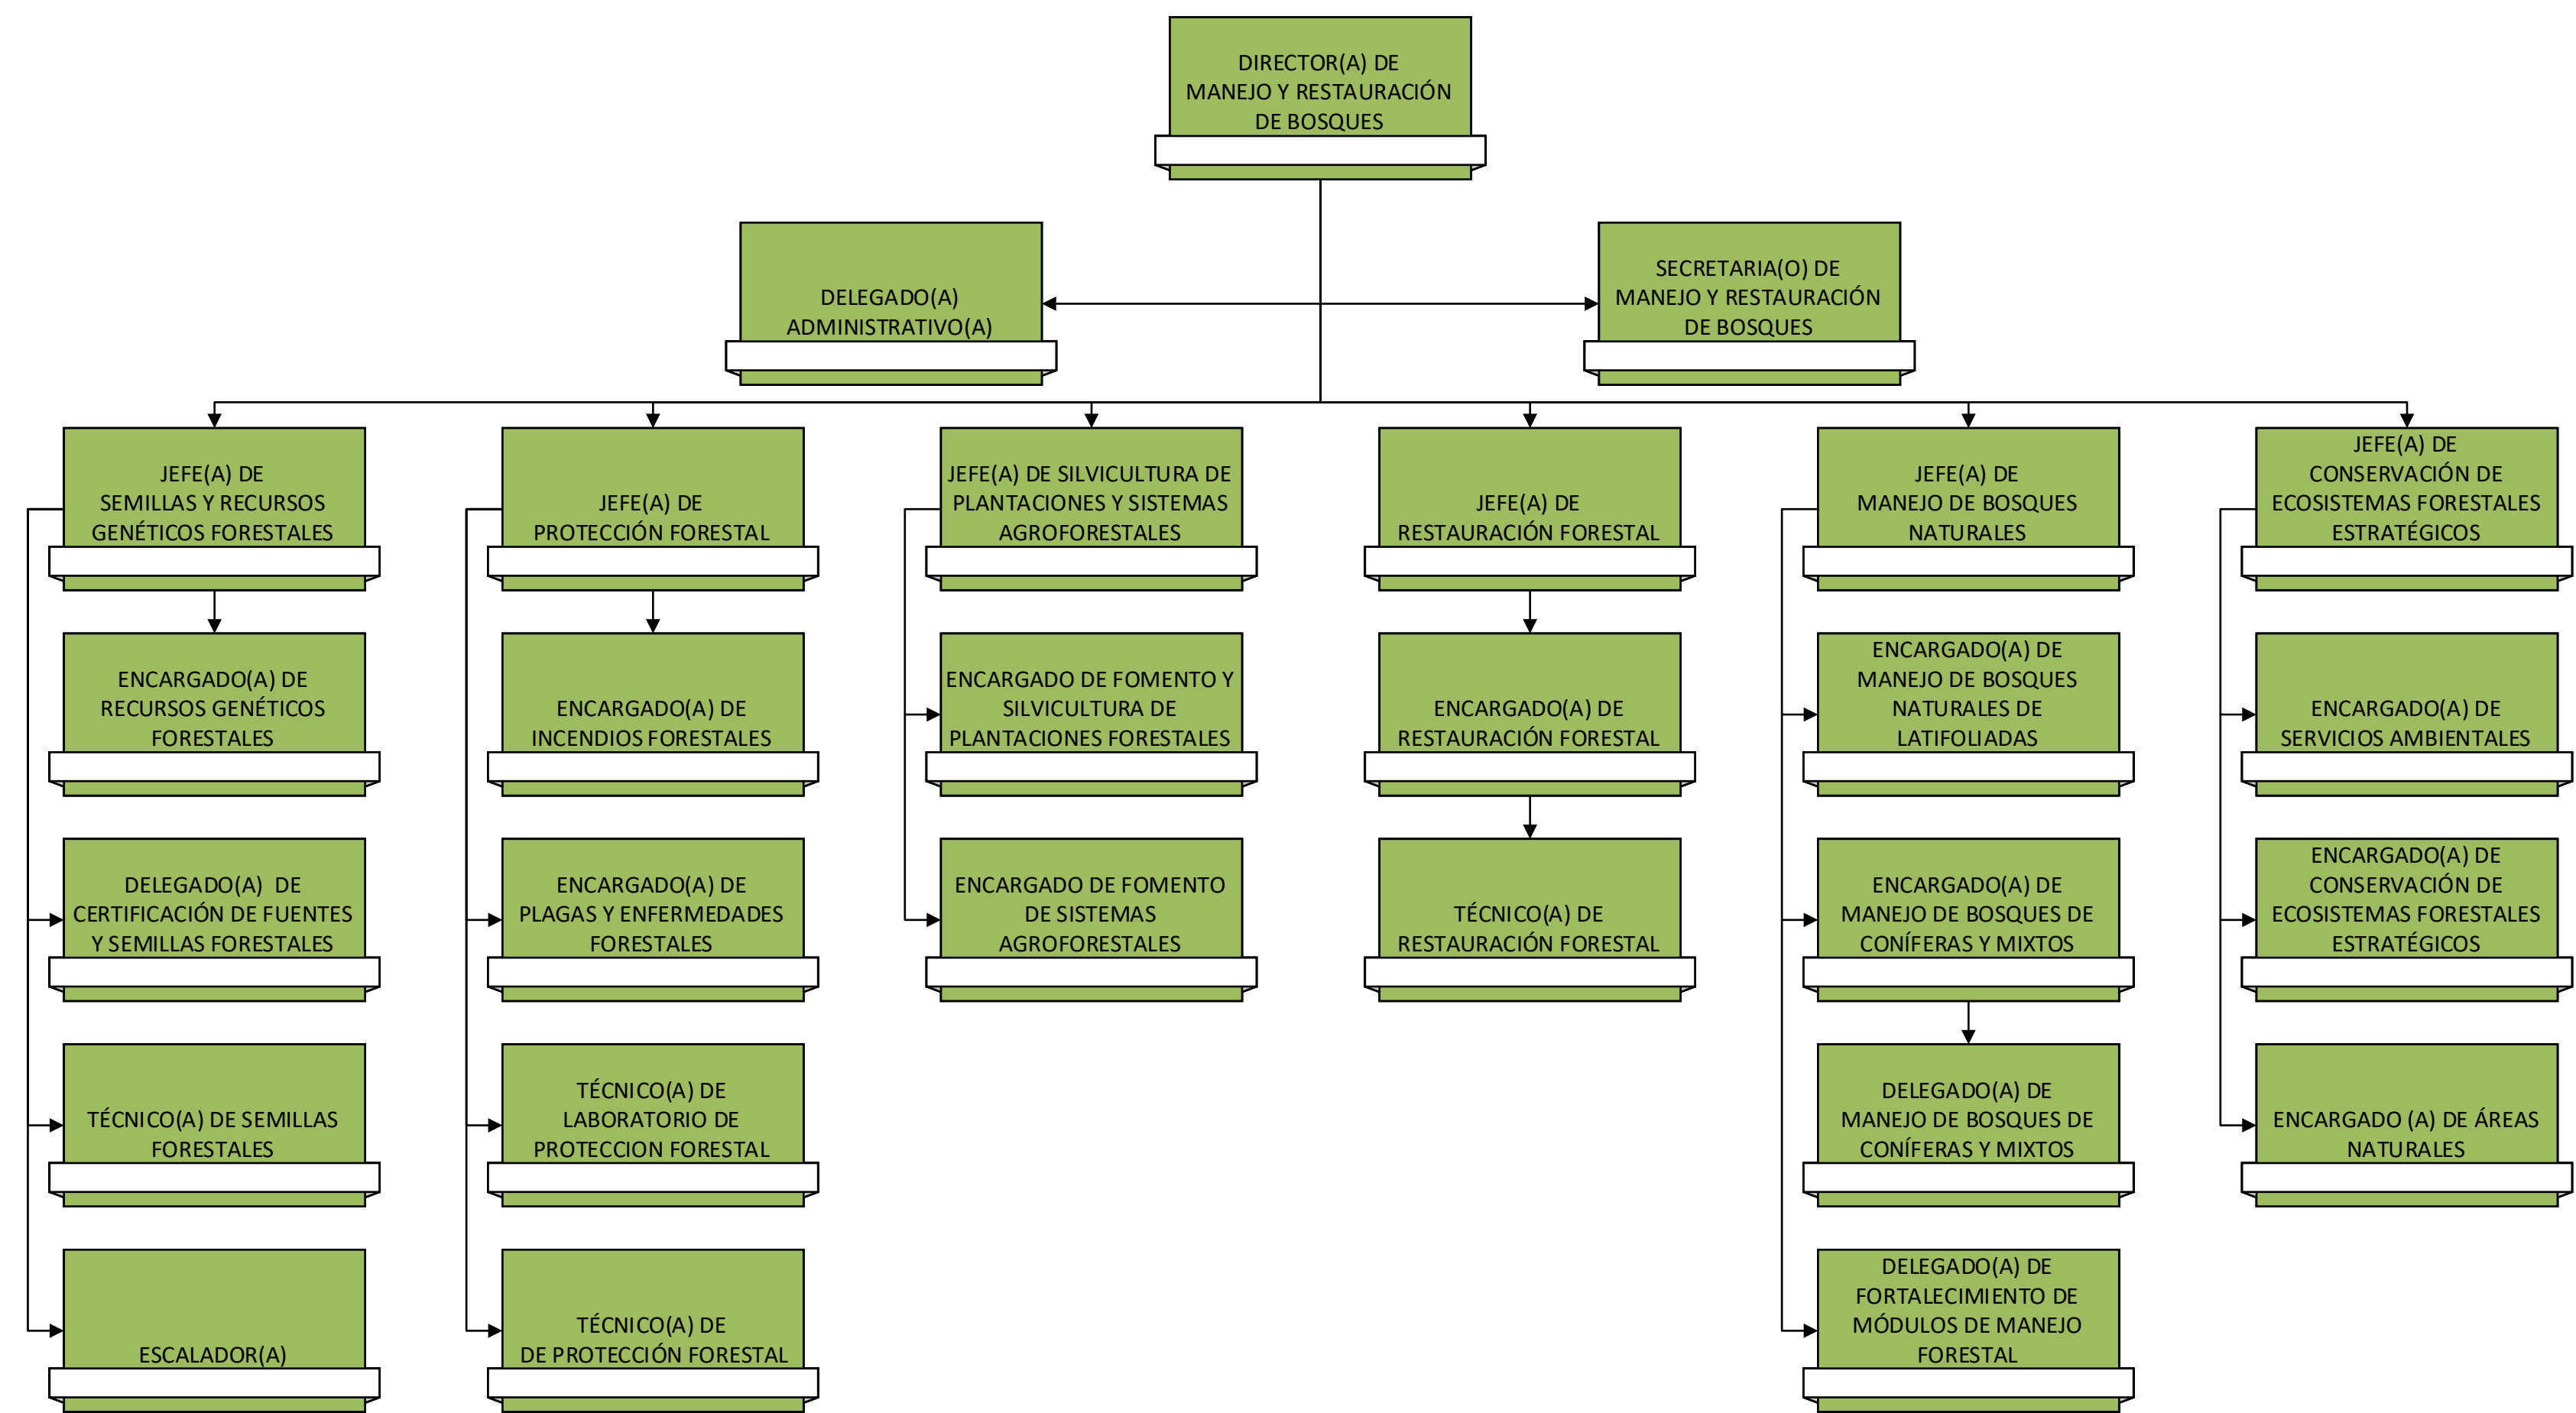 DIRECTOR(A) DE
MANEJO Y RESTAURACIÓN
DE BOSQUES
DELEGADO(A)
ADMINISTRATIVO(A)
SECRETARIA(O) DE
MANEJO Y RESTAURACIÓN
DE BOSQUES
JEFE(A) DE
SEMILLAS Y RECURSOS
GENÉTICOS FORESTALES
JEFE(A) DE
PROTECCIÓN FORESTAL
JEFE(A) DE SILVICULTURA DE
PLANTACIONES Y SISTEMAS
AGROFORESTALES
JEFE(A) DE
RESTAURACIÓN FORESTAL
JEFE(A) DE
MANEJO DE BOSQUES
NATURALES
JEFE(A) DE
CONSERVACIÓN DE
ECOSISTEMAS FORESTALES
ESTRATÉGICOS
ENCARGADO(A) DE
RECURSOS GENÉTICOS
FORESTALES
ENCARGADO(A) DE
INCENDIOS FORESTALES
ENCARGADO DE FOMENTO Y
SILVICULTURA DE
PLANTACIONES FORESTALES
ENCARGADO(A) DE
RESTAURACIÓN FORESTAL
ENCARGADO(A) DE
MANEJO DE BOSQUES
NATURALES DE
LATIFOLIADAS
ENCARGADO(A) DE
SERVICIOS AMBIENTALES
DELEGADO(A) DE
CERTIFICACIÓN DE FUENTES
Y SEMILLAS FORESTALES
ENCARGADO(A) DE
PLAGAS Y ENFERMEDADES
FORESTALES
ENCARGADO DE FOMENTO
DE SISTEMAS
AGROFORESTALES
TÉCNICO(A) DE
RESTAURACIÓN FORESTAL
ENCARGADO(A) DE
MANEJO DE BOSQUES DE
CONÍFERAS Y MIXTOS
ENCARGADO(A) DE
CONSERVACIÓN DE
ECOSISTEMAS FORESTALES
ESTRATÉGICOS
TÉCNICO(A) DE SEMILLAS
FORESTALES
TÉCNICO(A) DE
LABORATORIO DE
PROTECCION FORESTAL
DELEGADO(A) DE
MANEJO DE BOSQUES DE
CONÍFERAS Y MIXTOS
ENCARGADO (A) DE ÁREAS
NATURALES
ESCALADOR(A)
TÉCNICO(A) DE
DE PROTECCIÓN FORESTAL
DELEGADO(A) DE
FORTALECIMIENTO DE
MÓDULOS DE MANEJO
FORESTAL